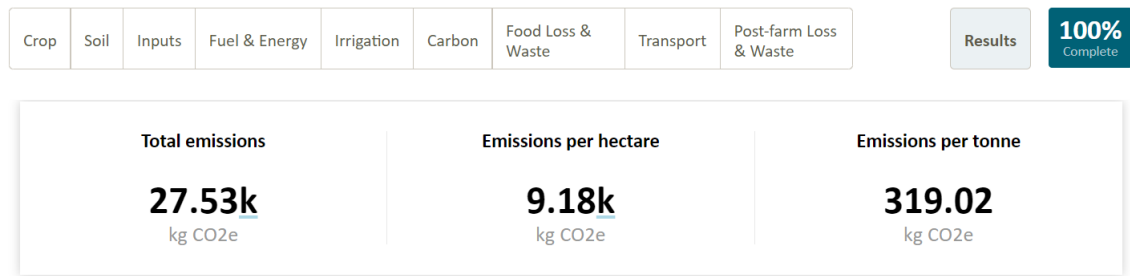 Crop
Soil
Inputs
Fuel & Energy
Irrigation
Carbon
Food Loss &
Waste
Transport
Post-farm Loss
& Waste
Results
100%
Complete
Total emissions
27.53k
kg CO2e
Emissions per hectare
9.18k
kg CO2e
Emissions per tonne
319.02
kg CO2e